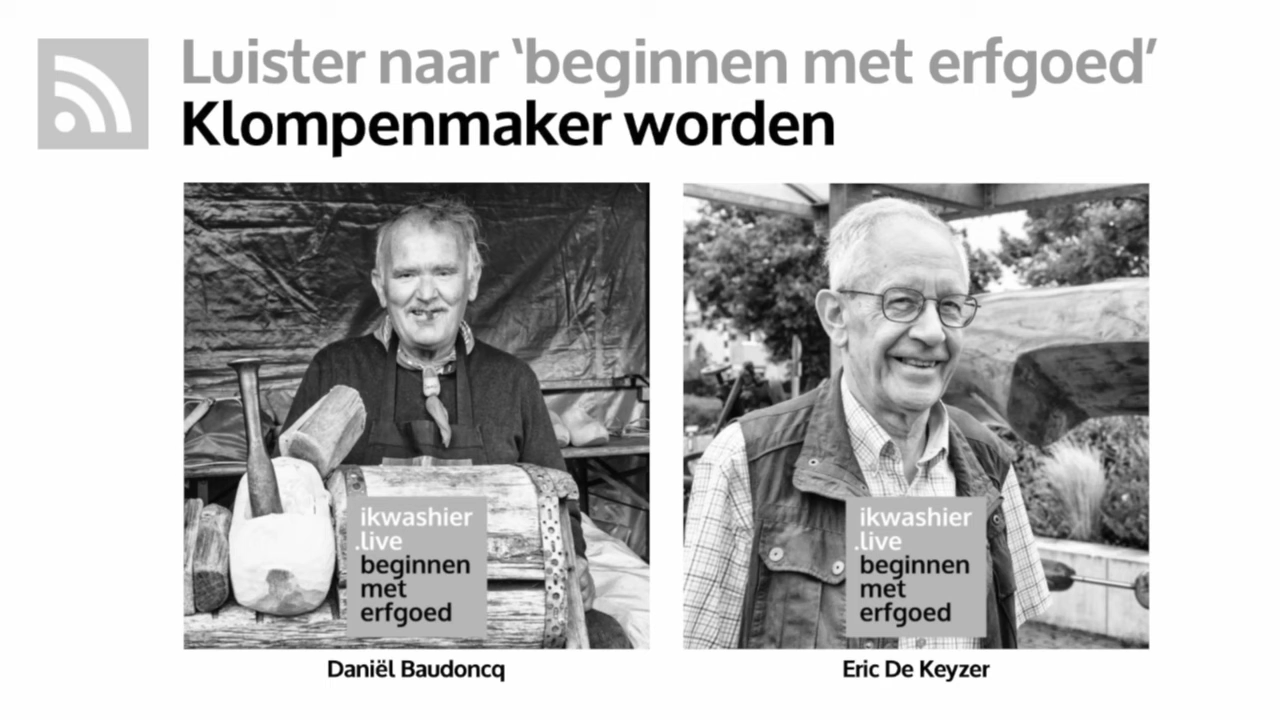 Luister naar ‘beginnen met erfgoed’
Klompenmaker worden
ikwashier
.live
beginnen
met
erfgoed
ikwashier
.live
beginnen
met
erfgoed
Daniël Baudoncq
Eric De Keyzer